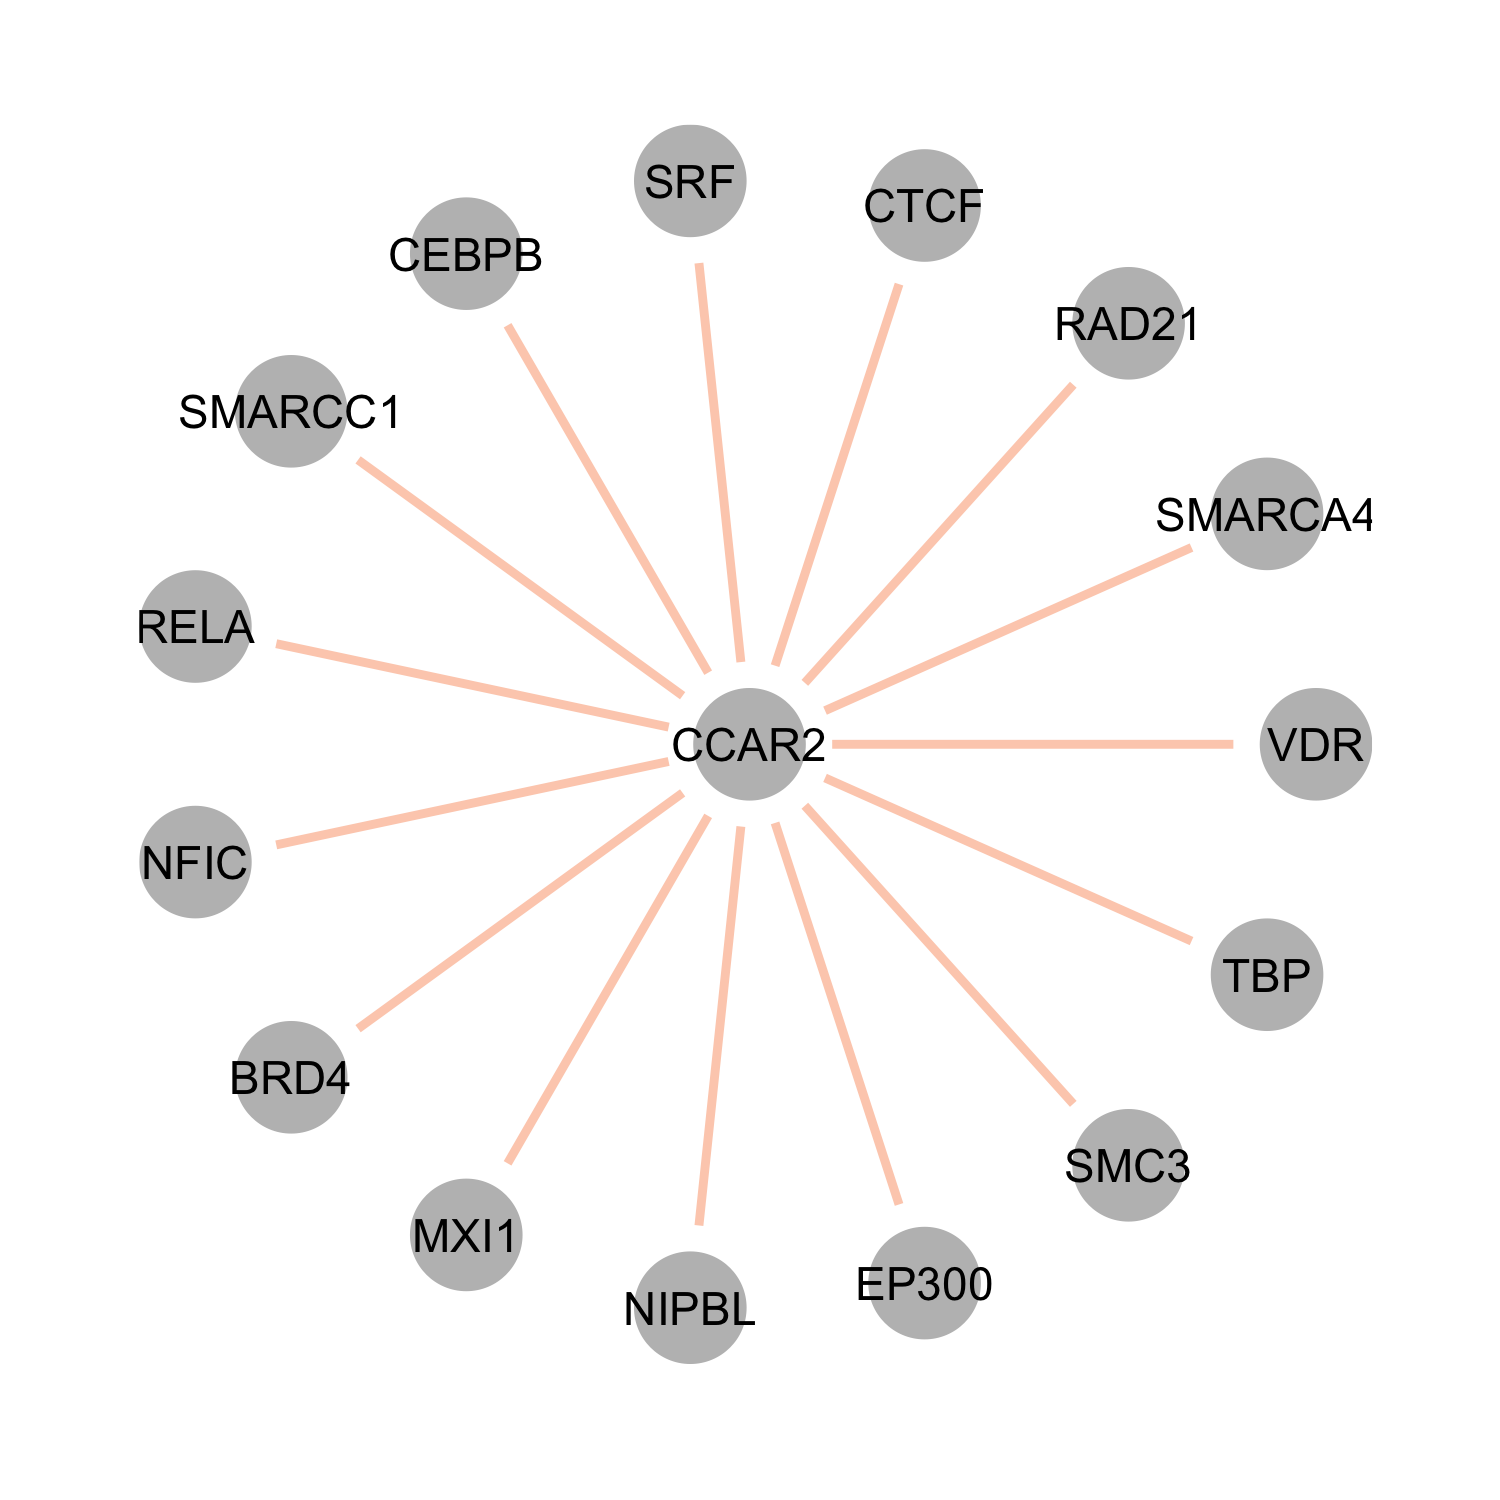 SRF
CTCF
CEBPB
RAD21
SMARCC1
SMARCA4
RELA
CCAR2
VDR
NFIC
TBP
BRD4
SMC3
MXI1
EP300
NIPBL